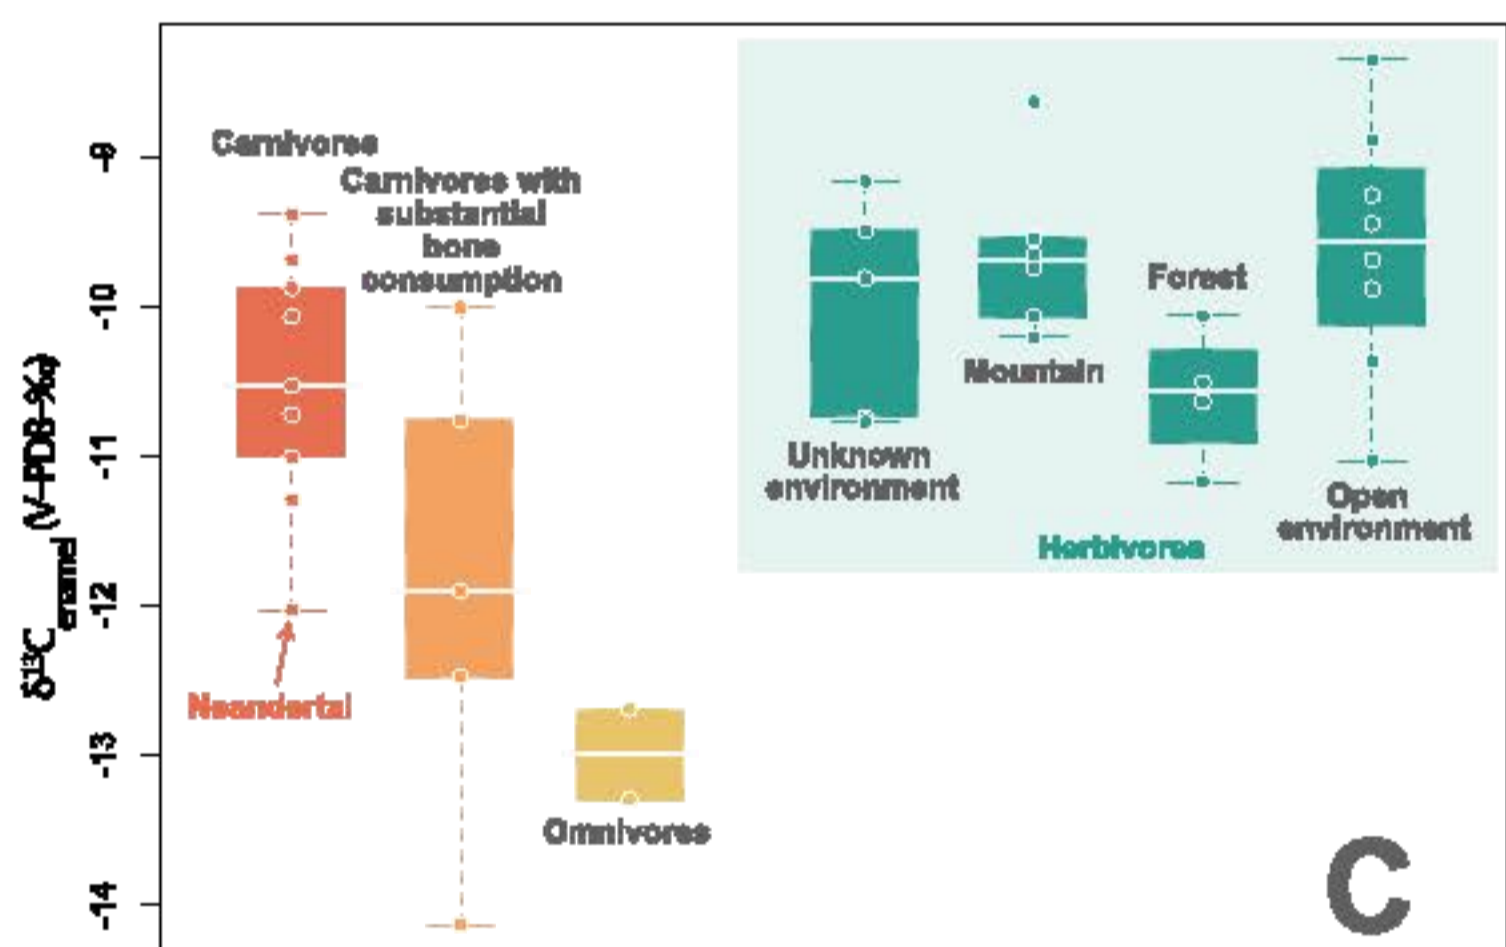 Carnivores
Carnivores with
substantial
bone
consumption
Neandertal
Omnivores
Unknown
environment
Mountain
Forest
Open
environment
Herbivores
δ13Cenamel (V-PDB-‰)
-9
-10
-11
-12
-13
-14
C